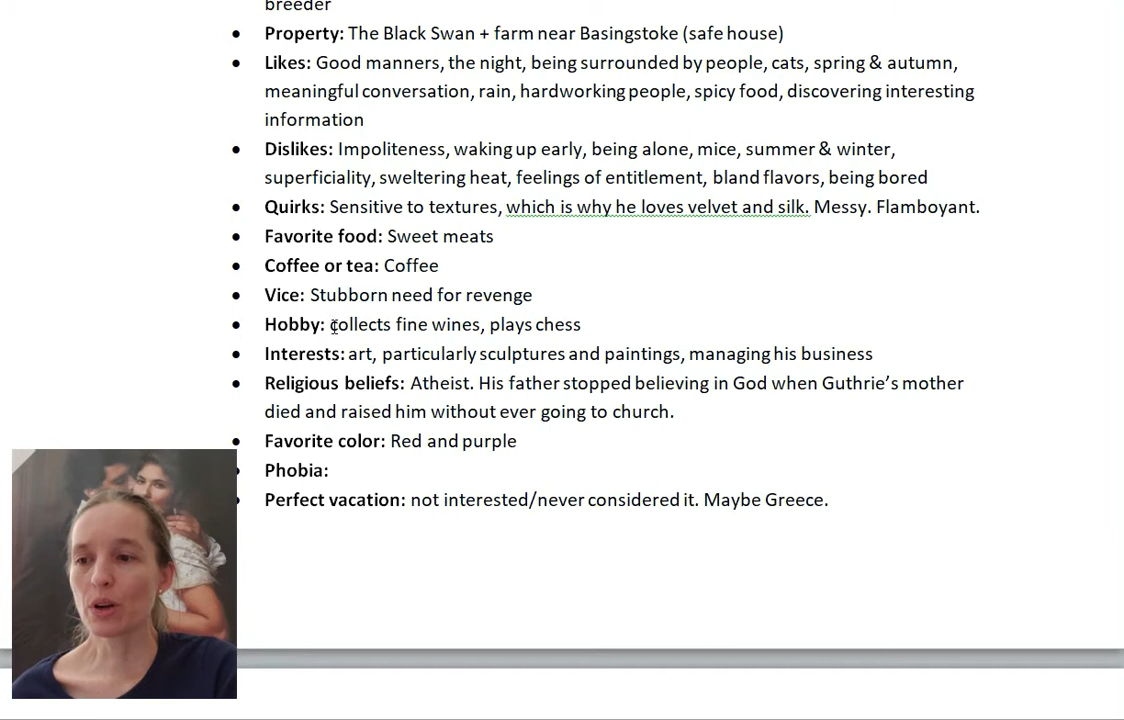 breeder
• Property: The Black Swan + farm near Basingstoke (safe house)
• Likes: Good manners, the night, being surrounded by people, cats, spring & autumn,
meaningful conversation, rain, hardworking people, spicy food, discovering interesting
information
• Dislikes: Impoliteness, waking up early, being alone, mice, summer & winter,
superficiality, sweltering heat, feelings of entitlement, bland flavors, being bored
• Quirks: Sensitive to textures, which is why he loves velvet and silk. Messy. Flamboyant.
• Favorite food: Sweet meats
• Coffee or tea: Coffee
• Vice: Stubborn need for revenge
• Hobby: collects fine wines, plays chess
• Interests: art, particularly sculptures and paintings, managing his business
• Religious beliefs: Atheist. His father stopped believing in God when Guthrie's mother
died and raised him without ever going to church.
• Favorite color: Red and purple
• Phobia:
• Perfect vacation: not interested/never considered it. Maybe Greece.